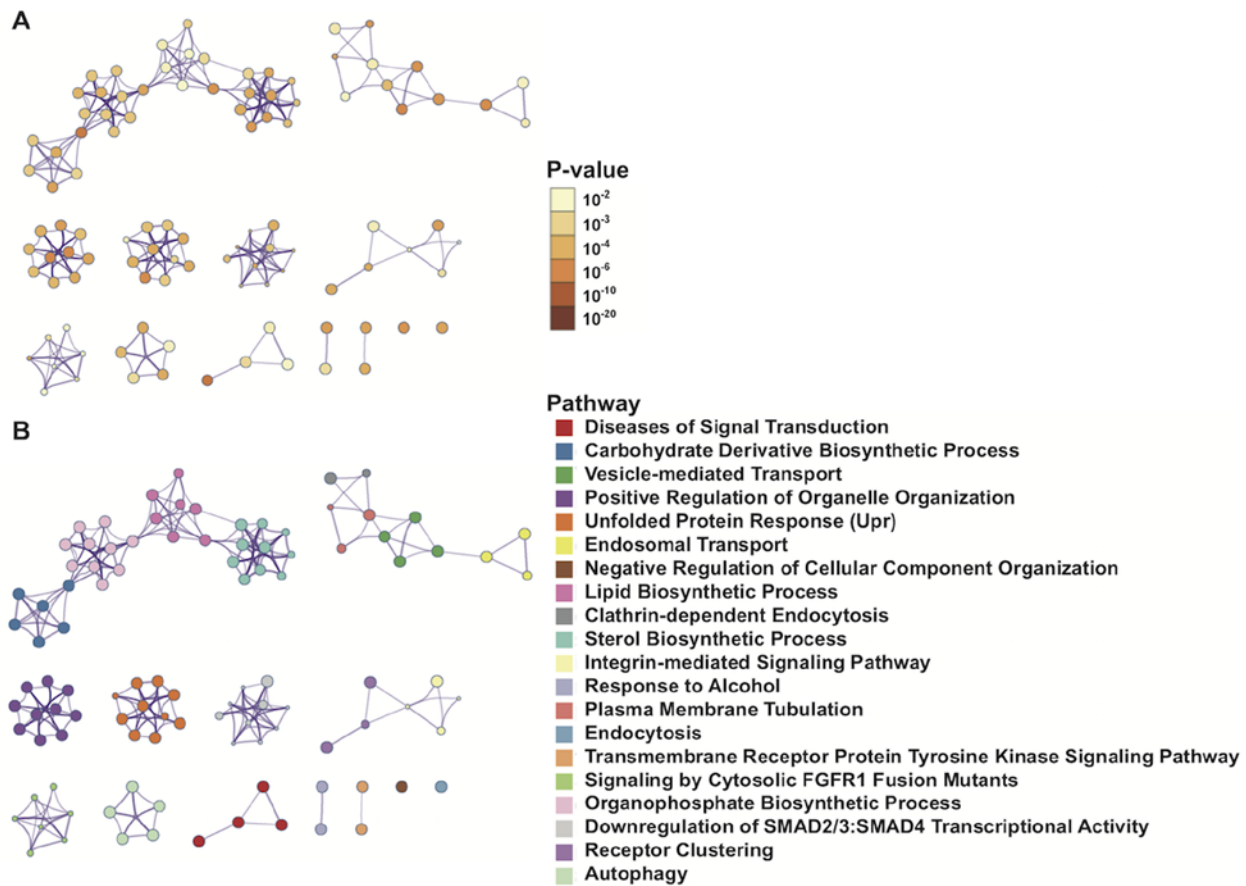 A
P-value
10-2
10-3
10-4
10-6
10-10
10-20
B
Pathway
Diseases of Signal Transduction
Carbohydrate Derivative Biosynthetic Process
Vesicle-mediated Transport
Positive Regulation of Organelle Organization
Unfolded Protein Response (Upr)
Endosomal Transport
Negative Regulation of Cellular Component Organization
Lipid Biosynthetic Process
Clathrin-dependent Endocytosis
Sterol Biosynthetic Process
Integrin-mediated Signaling Pathway
Response to Alcohol
Plasma Membrane Tubulation
Endocytosis
Transmembrane Receptor Protein Tyrosine Kinase Signaling Pathway
Signaling by Cytosolic FGFR1 Fusion Mutants
Organophosphate Biosynthetic Process
Downregulation of SMAD2/3:SMAD4 Transcriptional Activity
Receptor Clustering
Autophagy